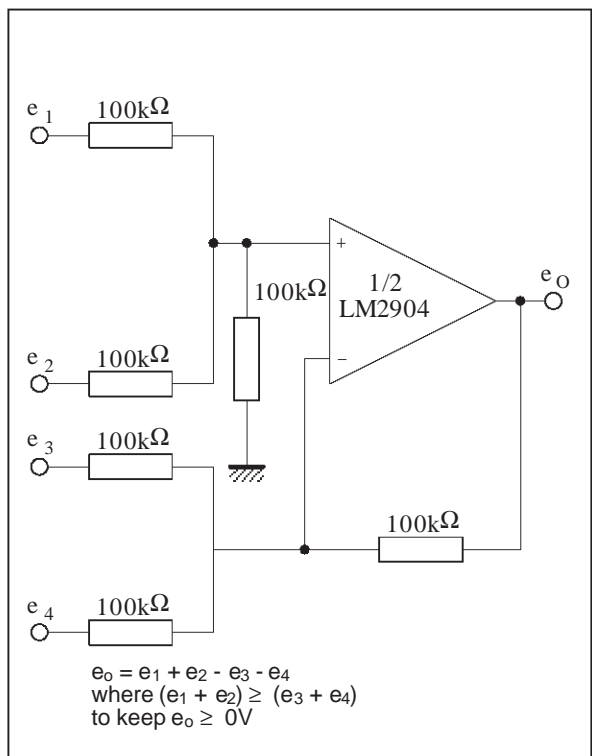 e 1
100kΩ
+
1/2
LM2904
100kΩ
e O
e 2
100kΩ
−
e 3
100kΩ
100kΩ
e 4
100kΩ
eo = e1 + e2 - e3 - e4
where (e1 + e2) ≥ (e3 + e4)
to keep eo ≥ 0V